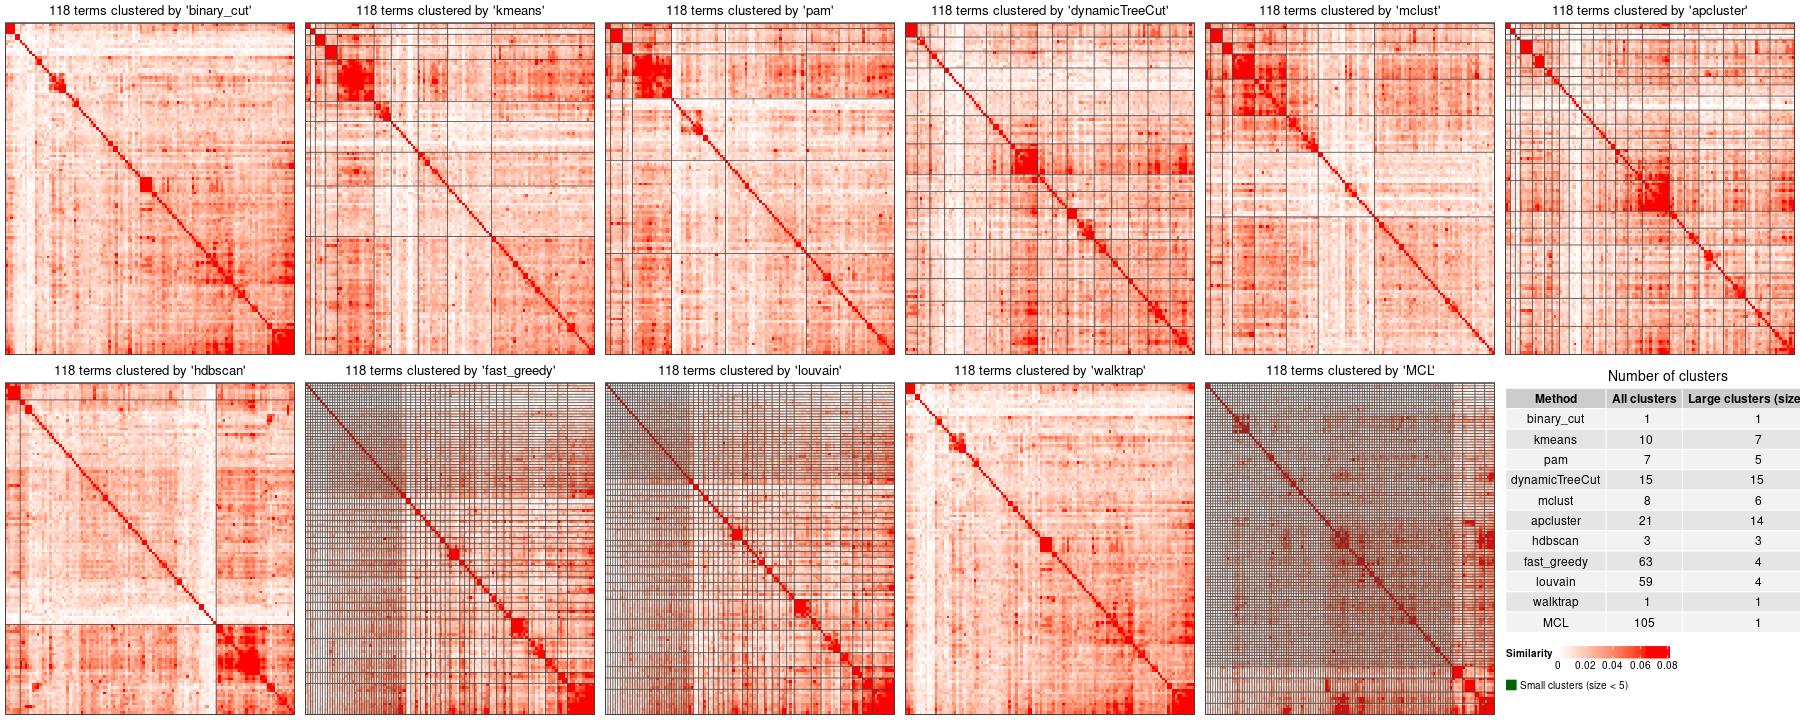 118 terms clustered by 'binary_cut'
118 terms clustered by 'kmeans'
118 terms clustered by 'pam'
118 terms clustered by 'dynamicTreeCut'
118 terms clustered by 'mclust'
118 terms clustered by 'apcluster'
118 terms clustered by 'hdbscan'
118 terms clustered by 'fast_greedy'
118 terms clustered by 'louvain'
118 terms clustered by 'walktrap'
118 terms clustered by 'MCL'
Number of clusters
Method All clusters Large clusters (size
binary_cut 1 1
kmeans 10 7
pam 7 5
dynamicTreeCut 15 15
mclust 8 6
apcluster 21 14
hdbscan 3 3
fast_greedy 63 4
louvain 59 4
walktrap 1 1
MCL 105 1
Similarity
0 0.02 0.04 0.06 0.08
Small clusters (size < 5)